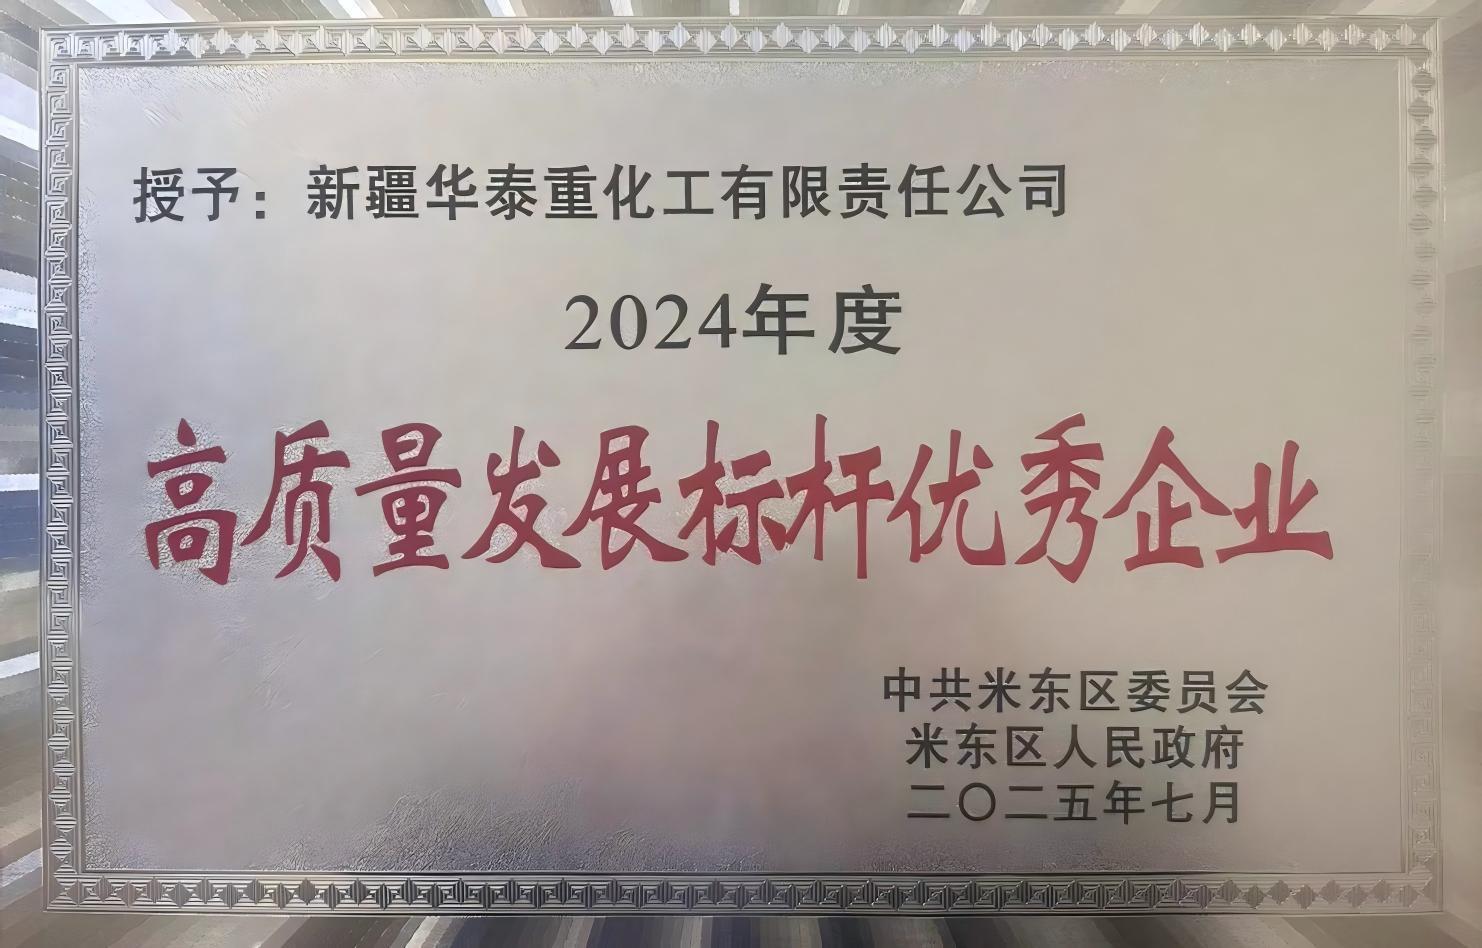 授予：新疆华泰重化工有限责任公司
2024年度
高质量发展标杆优秀企业
中共米东区委员会
米东区人民政府
二〇二五年七月